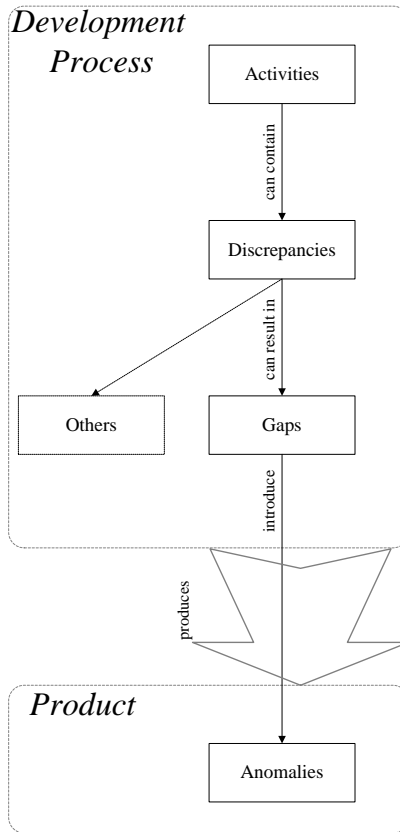 Development
Process
Activities
can contain
Discrepancies
can result in
Others
Gaps
introduce
produces
Product
Anomalies